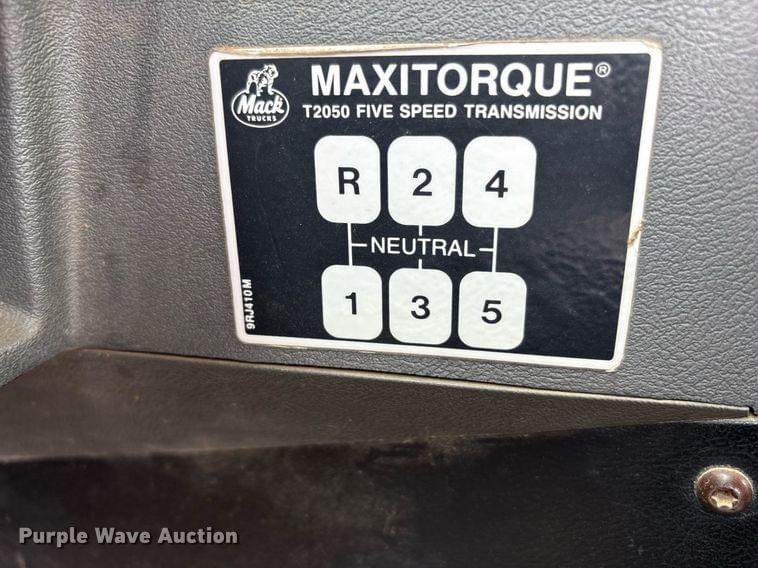 Mack
TRUCKS
MAXITORQUE®
T2050 FIVE SPEED TRANSMISSION
R 2 4
NEUTRAL
1 3 5
9RJ410M
Purple Wave Auction